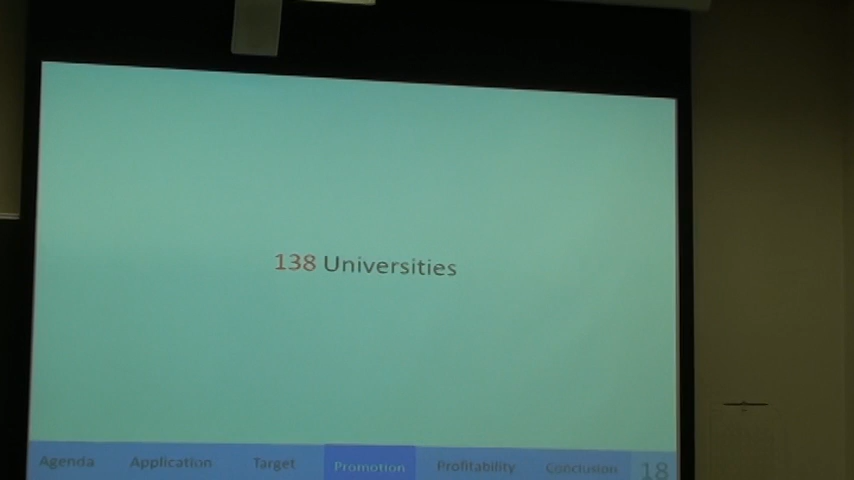 138 Universities
Agenda Application Target Promotion Profitability Conclusion 18